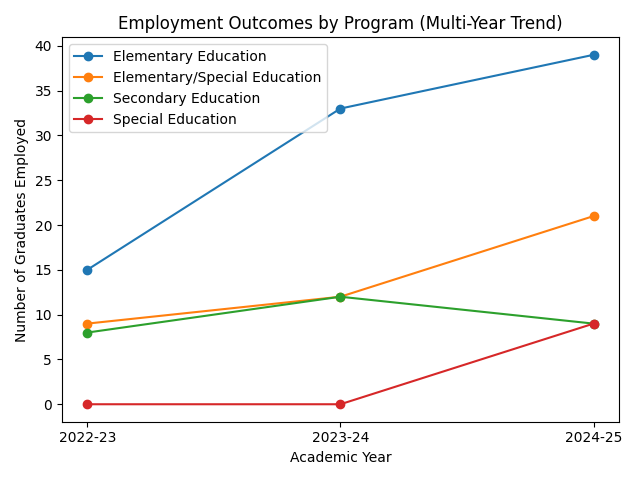 Employment Outcomes by Program (Multi-Year Trend)
Elementary Education
Elementary/Special Education
Secondary Education
Special Education
Number of Graduates Employed
40
35
30
25
20
15
10
5
0
2022-23
2023-24
2024-25
Academic Year